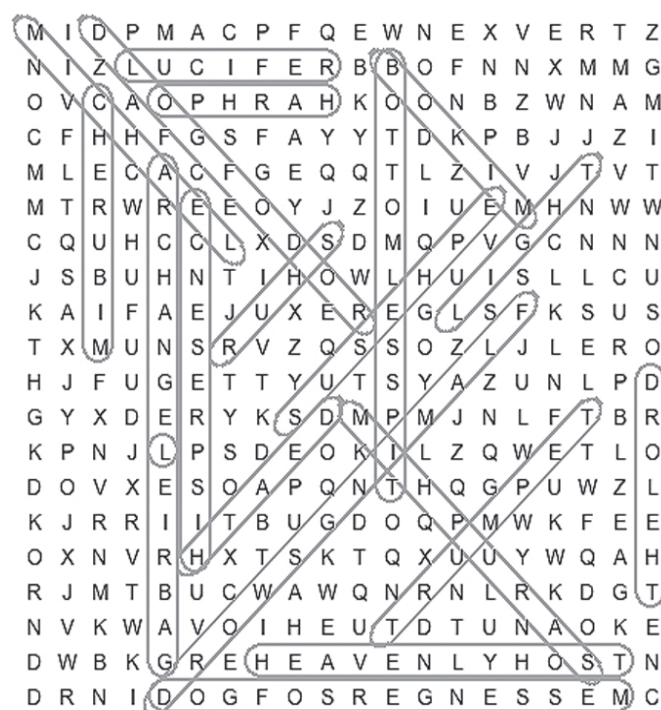 M I D P M A C P F Q E W N E X V E R T Z
N I Z L U C I F E R B B O F N N X M M G
O V C A O P H R A H K O O N B Z W N A M
C F H H F G S F A Y Y T D K P B J J Z I
M L E C A C F G E Q Q T L Z I V J T V T
M T R W R E E O Y J Z O I U E M H N W W
C Q U H C C L X D S D M Q P V G C N N N
J S B U H N T I H O W L H U I S L L C U
K A I F A E J U X E R E G L S F K S U S
T X M U N S R V Z Q S S O Z L J L E R O
H J F U G E T T Y U T S Y A Z U N L P D
G Y X D E R Y K S D M P M J N L F T B R
K P N J L P S D E O K I L Z Q W E T L O
D O V X E S O A P Q N T H Q G P U W Z L
K J R R I I T B U G D O Q P M W K F E E
O X N V R H X T S K T Q X U U Y W Q A H
R J M T B U C W A W Q N R N L R K D G T
N V K W A V O I H E U T D T U N A O K E
D W B K G R E H E A V E N L Y H O S T N
D R N I D O G F O S R E G N E S S E M C